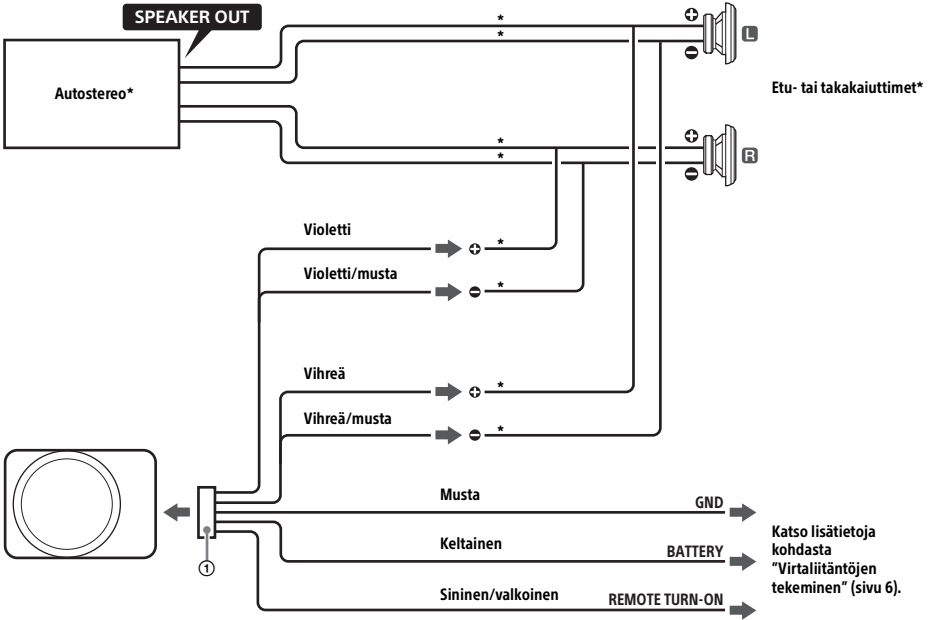 SPEAKER OUT
*
*
L
Autostereo*
Etu- tai takakaiuttimet*
*
*
R
Violetti
*
Violetti/musta
*
Vihreä
*
Vihreä/musta
*
Musta
GND
Keltainen
BATTERY
Sininen/valkoinen
REMOTE TURN-ON
①
Katso lisätietoja
kohdasta
”Virtaliitäntöjen
tekeminen” (sivu 6).